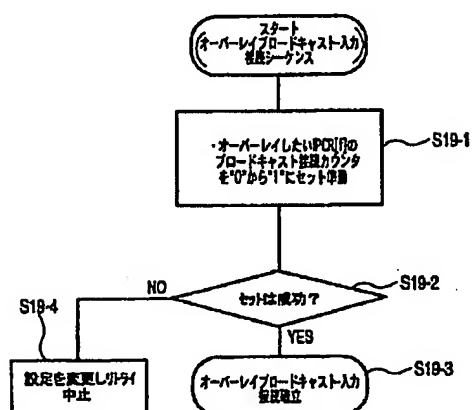 スタート
オーバーレイブロードキャスト-入力
接続シーケンス
・オーバーレイしたいiPCR[i]の
ブロードキャスト接続カウンタ
を"0"から"1"にセット
S19-1
セットは成功?
S19-2
NO
YES
S19-4
設定を変更しリトライ
中止
オーバーレイブロードキャスト-入力
接続確立
S19-3